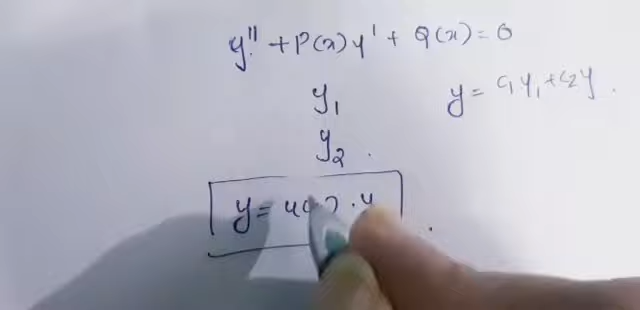 y'' + P(x)y' + Q(x) = 0
y₁
y = c₁y₁ + c₂y
y₂
y =